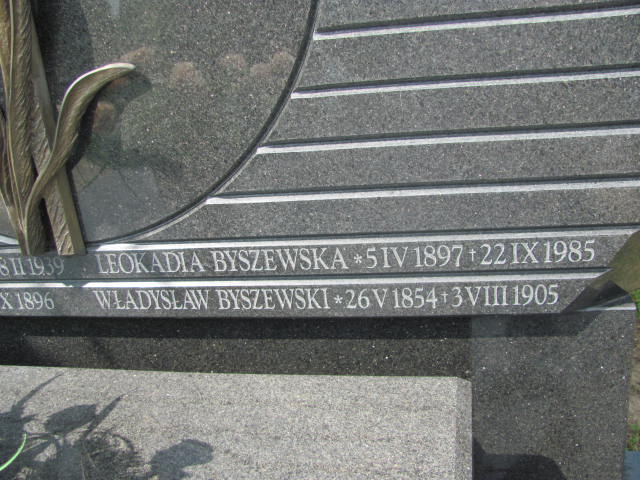 8 II 1939 LEOKADIA BYSZEWSKA * 5 IV 1897 † 22 IX 1985
X 1896 WŁADYSŁAW BYSZEWSKI * 26 V 1854 † 3 VIII 1905